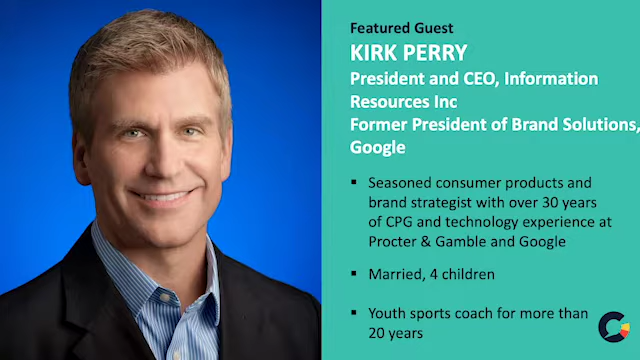 Featured Guest
KIRK PERRY
President and CEO, Information
Resources Inc
Former President of Brand Solutions,
Google
▪ Seasoned consumer products and
brand strategist with over 30 years
of CPG and technology experience at
Procter & Gamble and Google
▪ Married, 4 children
▪ Youth sports coach for more than
20 years